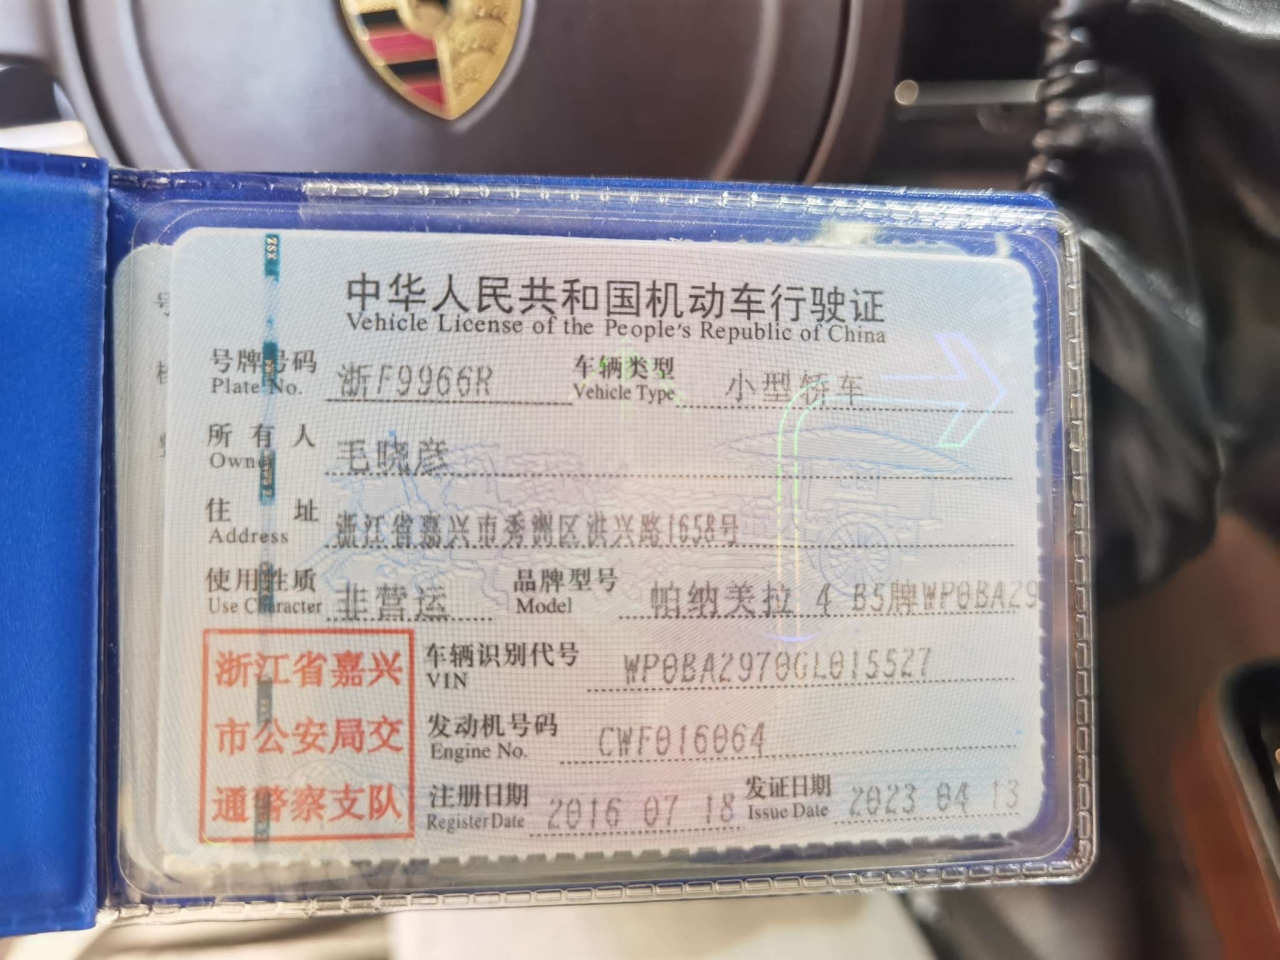 中华人民共和国机动车行驶证
Vehicle License of the People's Republic of China
号牌号码 浙F9966R 车辆类型 小型轿车
Plate No. Vehicle Type
所有人 毛晓彦
Owner
住址 浙江省嘉兴市秀洲区洪兴路1658号
Address
使用性质 非营运 品牌型号 帕纳美拉 4 BS牌WP0BA29
Use Character Model
浙江省嘉兴
市公安局交
通警察支队
车辆识别代号 WP0BA2970GL015527
VIN
发动机号码 CWF016064
Engine No.
注册日期 2016 07 18 发证日期 2023 04 13
Register Date Issue Date